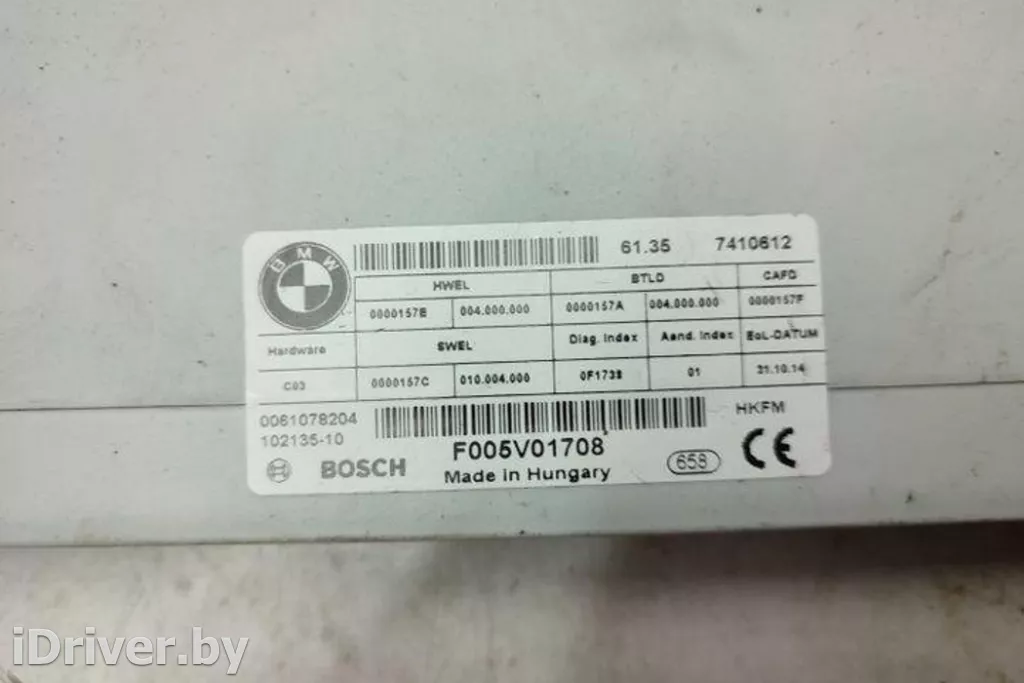 BMW
61.35 7410612
HWEL BTLD CAFD
0000157B 004.000.000 0000157A 004.000.000 0000157F
Hardware SWEL Diag. Index Aend. Index EoL-DATUM
C03 0000157C 010.004.000 0F173 01 21.10.14
0061078204
102135-10
HKFM
F005V01708
BOSCH
Made in Hungary
658
CE
iDriver.by